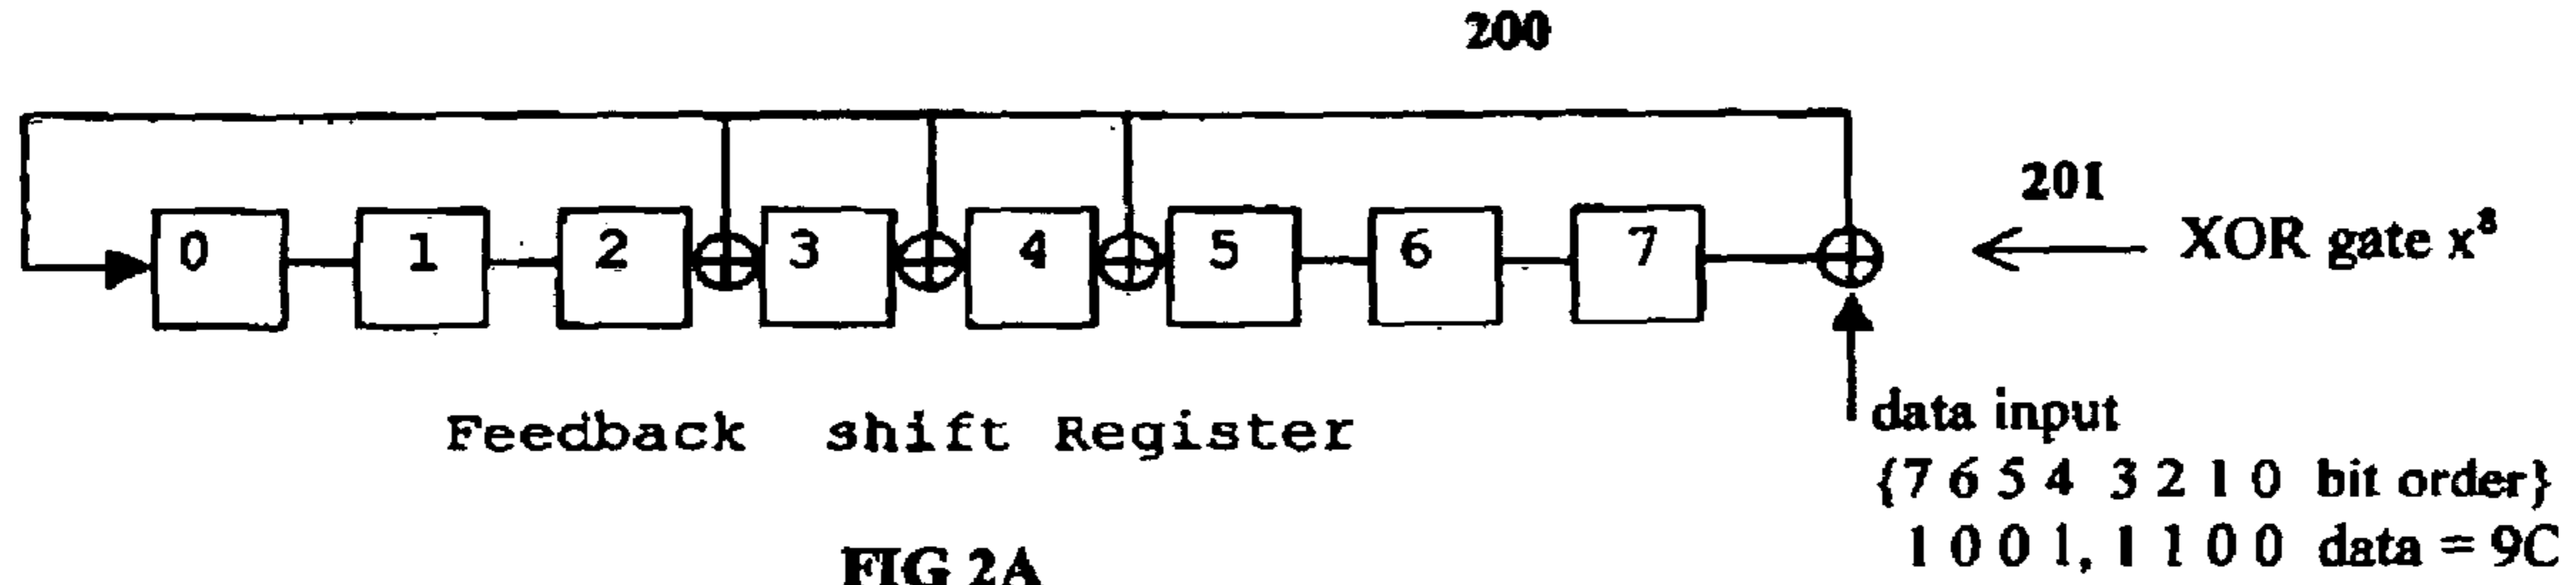 200
201
XOR gate x⁸
0 1 2 3 4 5 6 7
data input
Feedback shift Register
{7 6 5 4 3 2 1 0 bit order}
1 0 0 1, 1 1 0 0 data = 9C
FIG 2A